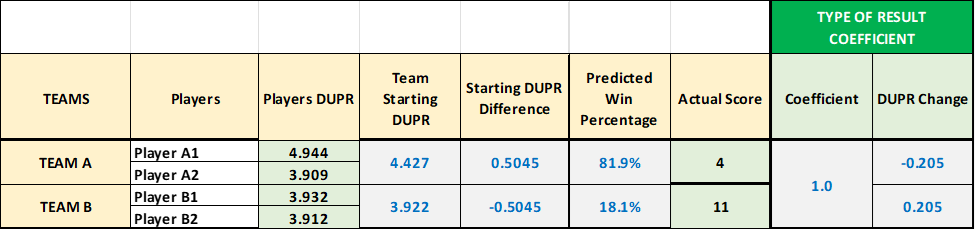 TYPE OF RESULT
COEFFICIENT
TEAMS Players Players DUPR Team Starting DUPR Starting DUPR Difference Predicted Win Percentage Actual Score Coefficient DUPR Change
TEAM A Player A1 4.944 4.427 0.5045 81.9% 4 1.0 -0.205
Player A2 3.909
TEAM B Player B1 3.932 3.922 -0.5045 18.1% 11 0.205
Player B2 3.912